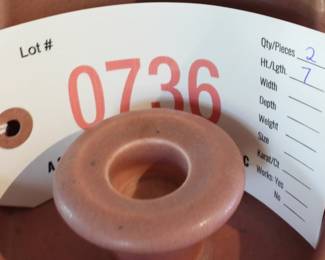 Lot #
0736
Qty/Pieces 2
Ht./Lgth. 7
Width
Depth
Weight
Size
Karat/Ct
Works: Yes
No